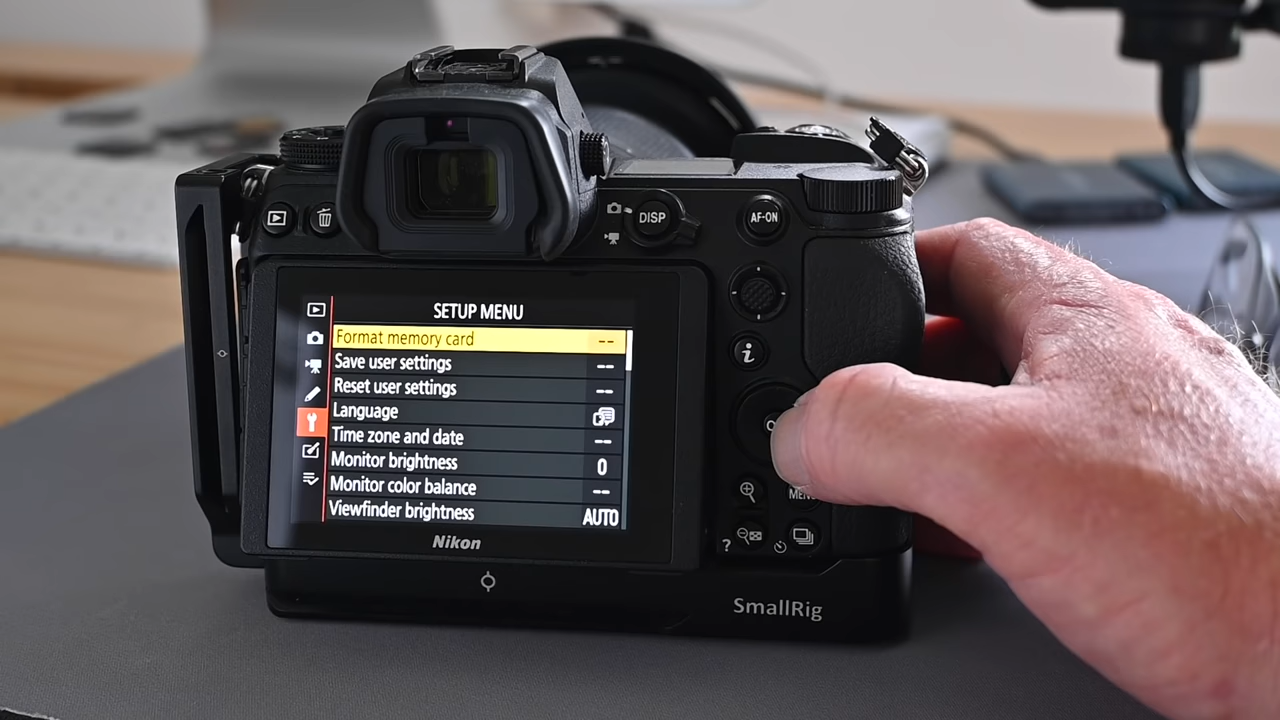 DISP
AF-ON
i
SETUP MENU
Format memory card --
Save user settings --
Reset user settings --
Language
Time zone and date --
Monitor brightness 0
Monitor color balance --
Viewfinder brightness AUTO
MENU
?
Nikon
SmallRig